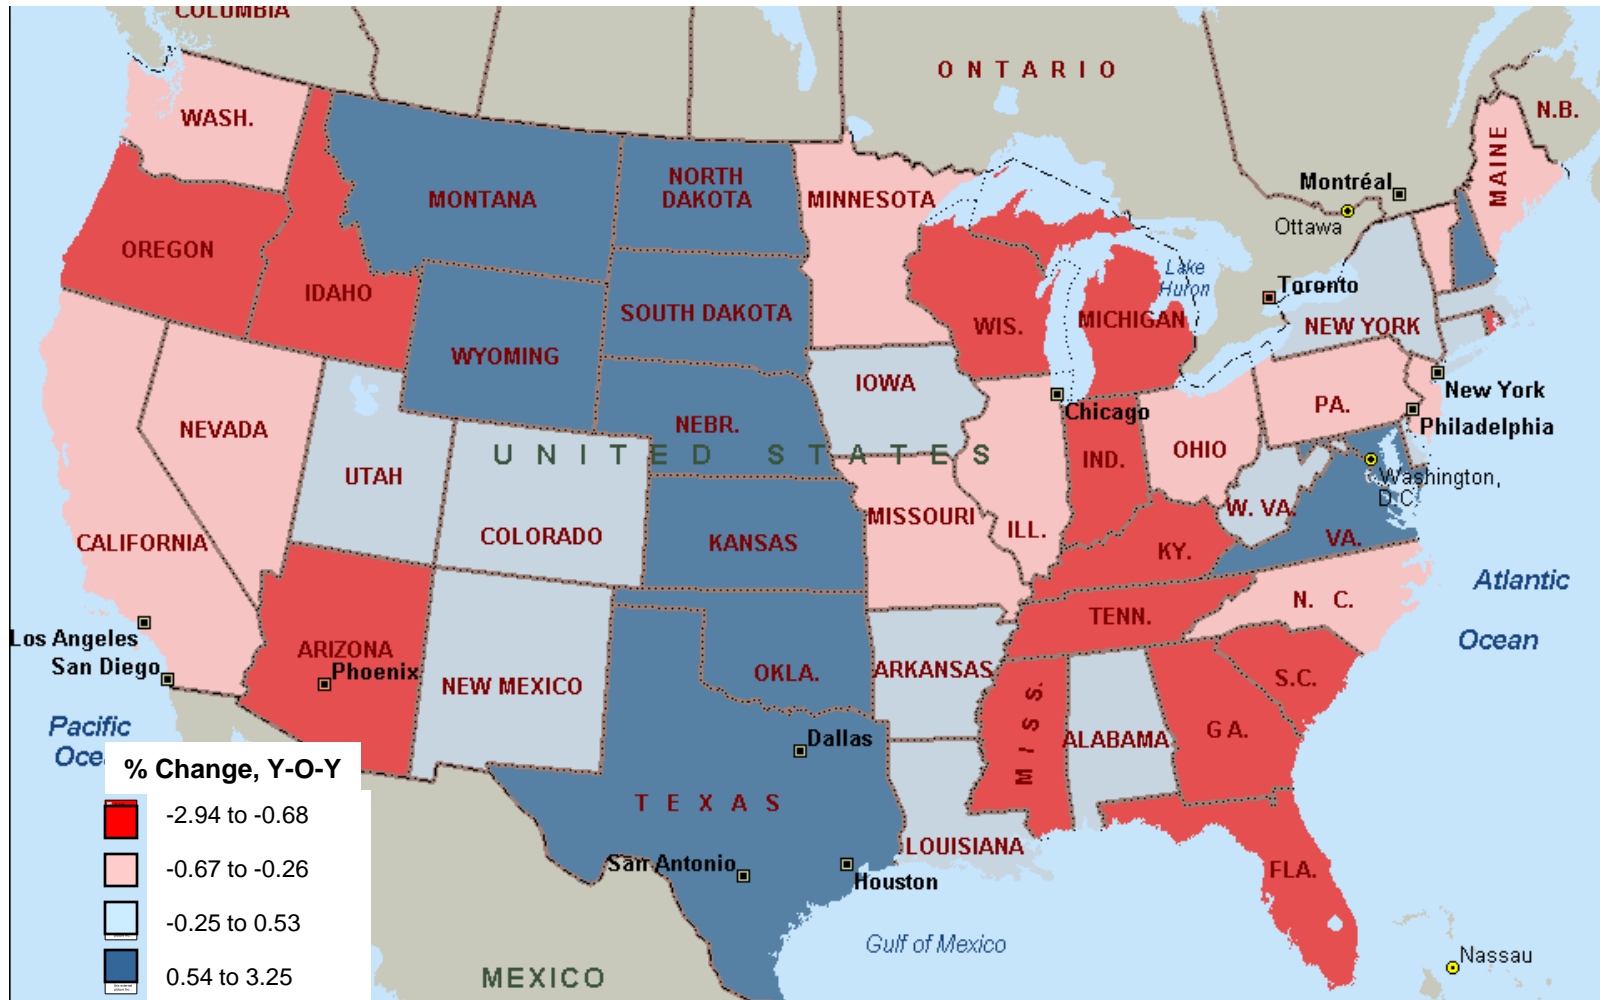 COLUMBIA
ONTARIO
N.B.
WASH.
MAINE
NORTH
DAKOTA
MONTANA
MINNESOTA
Montréal
Ottawa
OREGON
IDAHO
Lake
Huron
Toronto
SOUTH DAKOTA
WIS.
MICHIGAN
NEW YORK
WYOMING
IOWA
New York
Chicago
PA.
Philadelphia
NEVADA
NEBR.
UNITED STATES
OHIO
IND.
UTAH
Washington,
D.C.
COLORADO
MISSOURI
ILL.
W. VA.
CALIFORNIA
KANSAS
KY.
VA.
Atlantic
Ocean
N. C.
TENN.
Los Angeles
San Diego
ARIZONA
Phoenix
NEW MEXICO
OKLA.
ARKANSAS
MISS.
ALABAMA
GA.
S.C.
Pacific
Oce
Dallas
TEXAS
LOUISIANA
San Antonio
Houston
FLA.
Gulf of Mexico
Nassau
MEXICO
% Change, Y-O-Y
-2.94 to -0.68
-0.67 to -0.26
-0.25 to 0.53
0.54 to 3.25